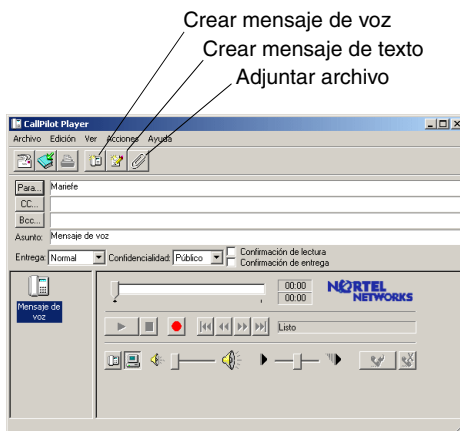 Crear mensaje de voz
Crear mensaje de texto
Adjuntar archivo
CallPilot Player
Archivo Edición Ver Acciones Ayuda
Para... Mariefe
CC...
Bcc...
Asunto: Mensaje de voz
Entrega: Normal Confidencialidad: Público Confirmación de lectura
Confirmación de entrega
Mensaje de voz
00:00
00:00
NORTEL
NETWORKS
Listo